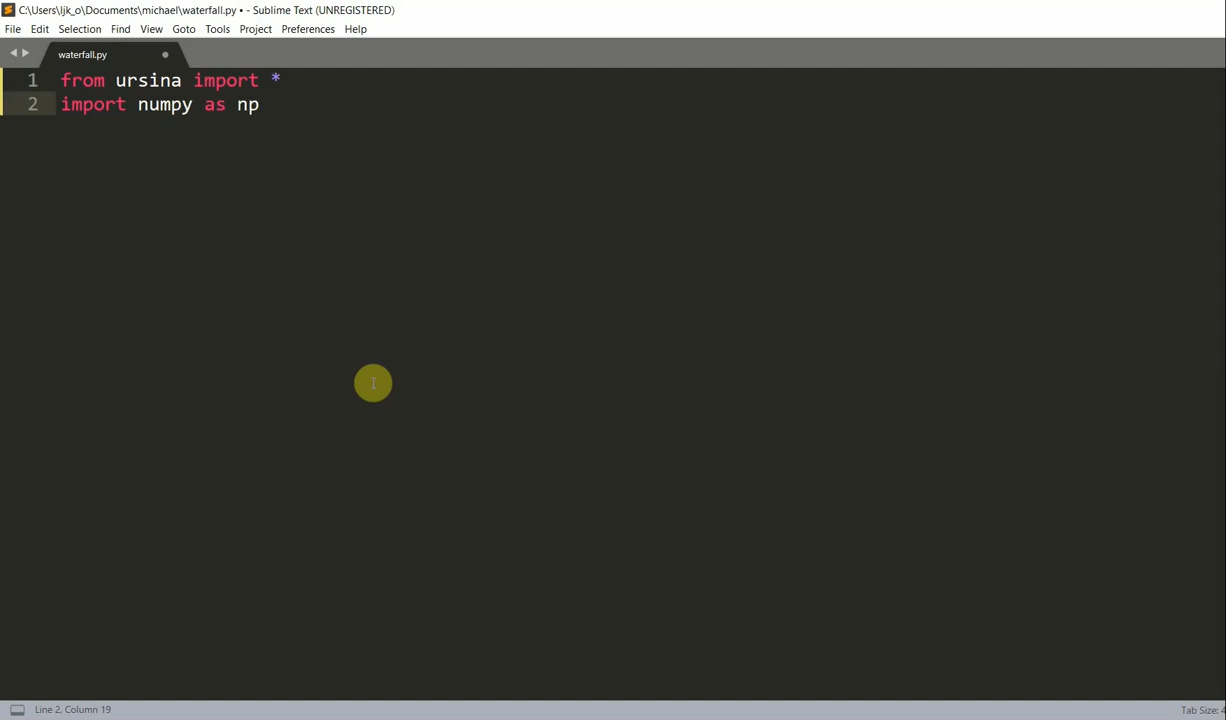 C:\Users\ljk_o\Documents\michael\waterfall.py • - Sublime Text (UNREGISTERED)
File Edit Selection Find View Goto Tools Project Preferences Help
waterfall.py
1 from ursina import *
2 import numpy as np
Line 2, Column 19
Tab Size: 4